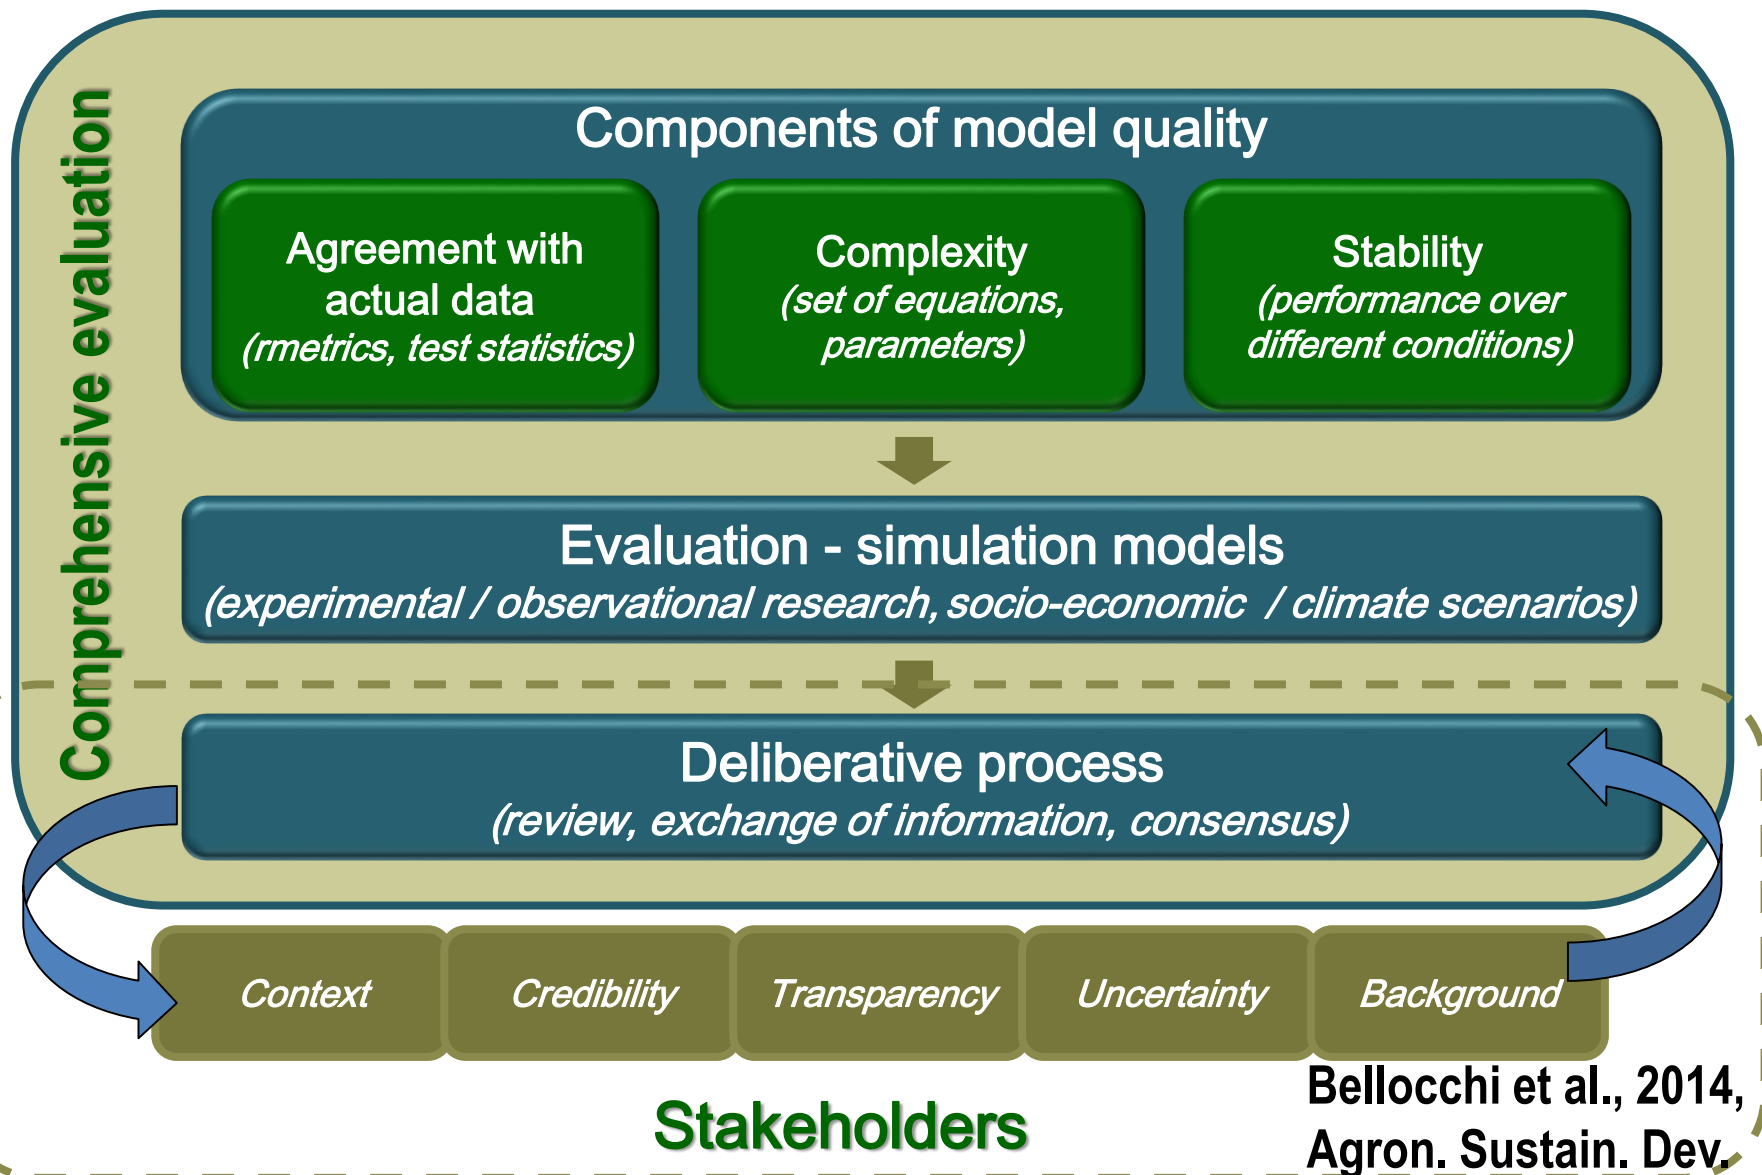 Comprehensive evaluation
Components of model quality
Agreement with
actual data
(rmetrics, test statistics)
Complexity
(set of equations,
parameters)
Stability
(performance over
different conditions)
Evaluation - simulation models
(experimental / observational research, socio-economic / climate scenarios)
Deliberative process
(review, exchange of information, consensus)
Context
Credibility
Transparency
Uncertainty
Background
Stakeholders
Bellocchi et al., 2014,
Agron. Sustain. Dev.